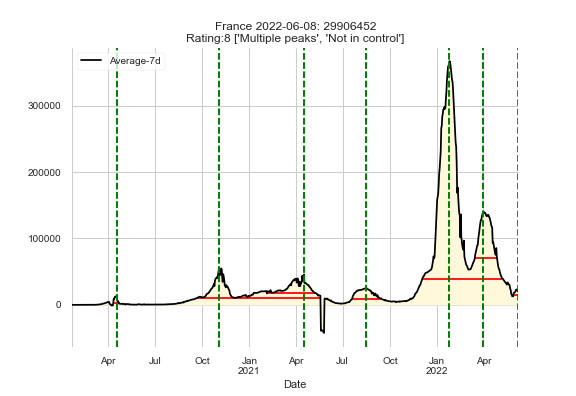 France 2022-06-08: 29906452
Rating:8 ['Multiple peaks', 'Not in control']
Average-7d
300000
200000
100000
0
Apr Jul Oct Jan Apr Jul Oct Jan Apr
2021 2022
Date